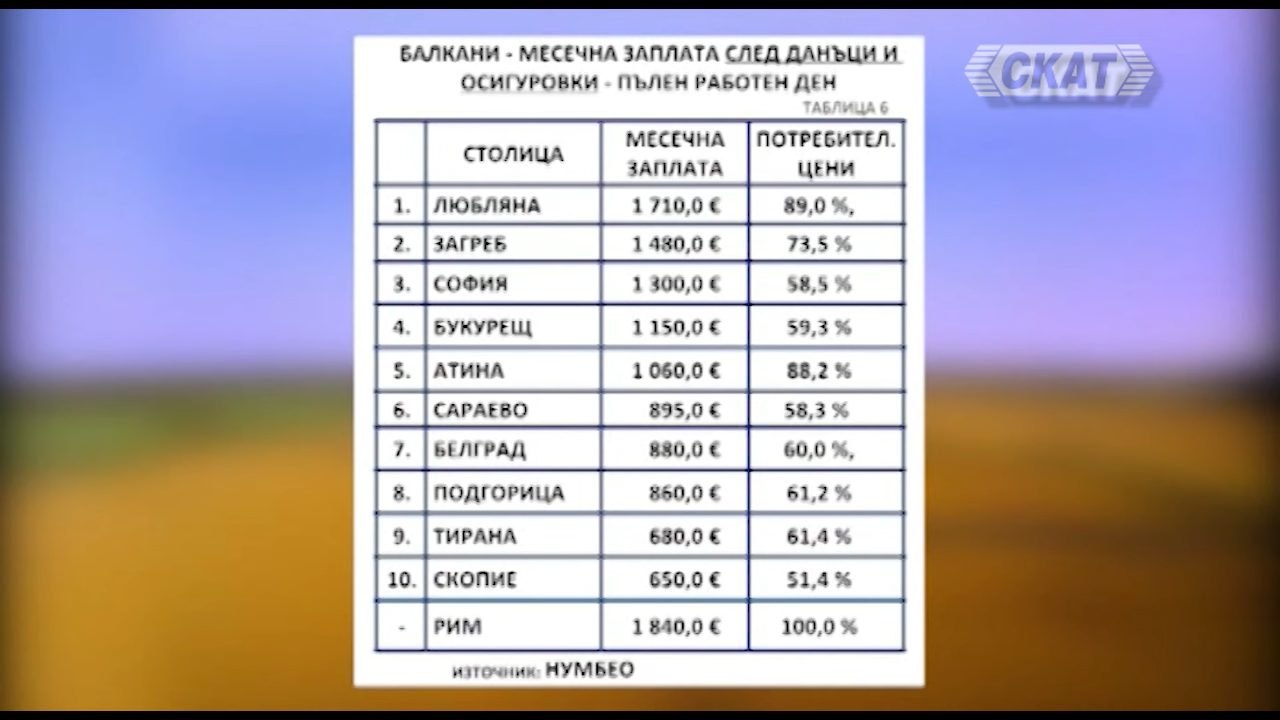 БАЛКАНИ - МЕСЕЧНА ЗАПЛАТА СЛЕД ДАНЪЦИ И
ОСИГУРОВКИ - ПЪЛЕН РАБОТЕН ДЕН
ТАБЛИЦА 6
СКАТ
СТОЛИЦА МЕСЕЧНА ЗАПЛАТА ПОТРЕБИТЕЛ. ЦЕНИ
1. ЛЮБЛЯНА 1 710,0 € 89,0 %,
2. ЗАГРЕБ 1 480,0 € 73,5 %
3. СОФИЯ 1 300,0 € 58,5 %
4. БУКУРЕЩ 1 150,0 € 59,3 %
5. АТИНА 1 060,0 € 88,2 %
6. САРАЕВО 895,0 € 58,3 %
7. БЕЛГРАД 880,0 € 60,0 %,
8. ПОДГОРИЦА 860,0 € 61,2 %
9. ТИРАНА 680,0 € 61,4 %
10. СКОПИЕ 650,0 € 51,4 %
- РИМ 1 840,0 € 100,0 %
източник: НУМБЕО